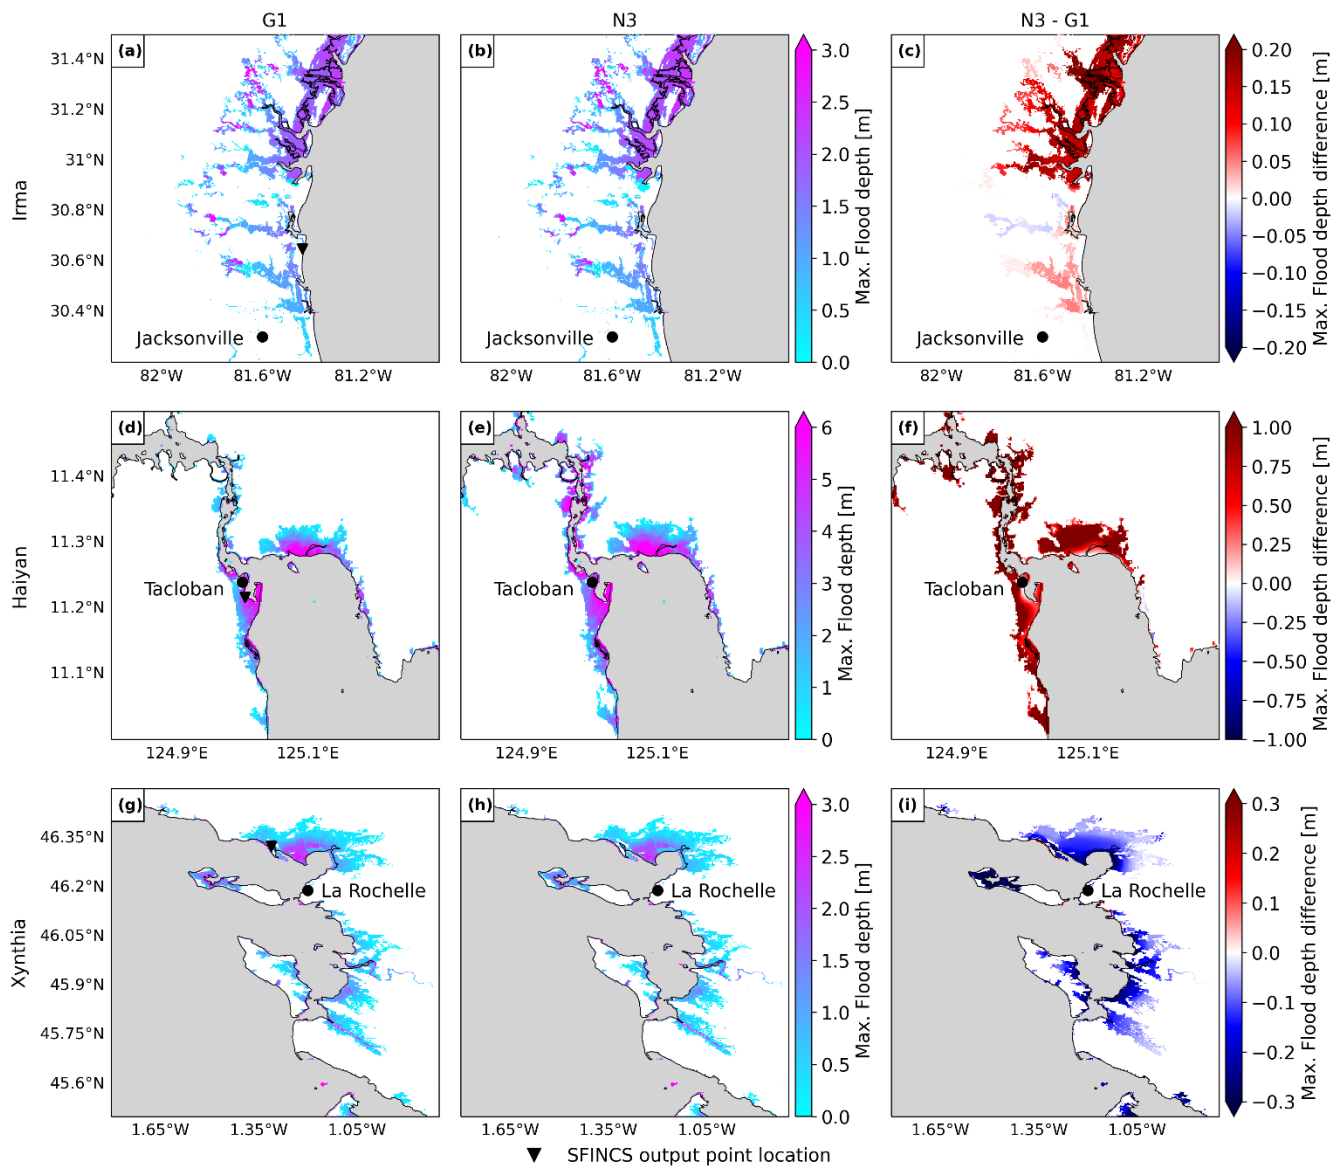 G1
N3
N3 - G1
Irma
(a)
31.4°N
31.2°N
31°N
30.8°N
30.6°N
30.4°N
Jacksonville
82°W
81.6°W
81.2°W
(b)
Jacksonville
82°W
81.6°W
81.2°W
3.0
2.5
2.0
1.5
1.0
0.5
0.0
Max. Flood depth [m]
(c)
Jacksonville
82°W
81.6°W
81.2°W
0.20
0.15
0.10
0.05
0.00
−0.05
−0.10
−0.15
−0.20
Max. Flood depth difference [m]
Haiyan
(d)
11.4°N
11.3°N
11.2°N
11.1°N
Tacloban
124.9°E
125.1°E
(e)
Tacloban
124.9°E
125.1°E
6
5
4
3
2
1
0
Max. Flood depth [m]
(f)
Tacloban
124.9°E
125.1°E
1.00
0.75
0.50
0.25
0.00
−0.25
−0.50
−0.75
−1.00
Max. Flood depth difference [m]
Xynthia
(g)
46.35°N
46.2°N
46.05°N
45.9°N
45.75°N
45.6°N
La Rochelle
1.65°W
1.35°W
1.05°W
(h)
La Rochelle
1.65°W
1.35°W
1.05°W
3.0
2.5
2.0
1.5
1.0
0.5
0.0
Max. Flood depth [m]
(i)
La Rochelle
1.65°W
1.35°W
1.05°W
0.3
0.2
0.1
0.0
−0.1
−0.2
−0.3
Max. Flood depth difference [m]
SFINCS output point location